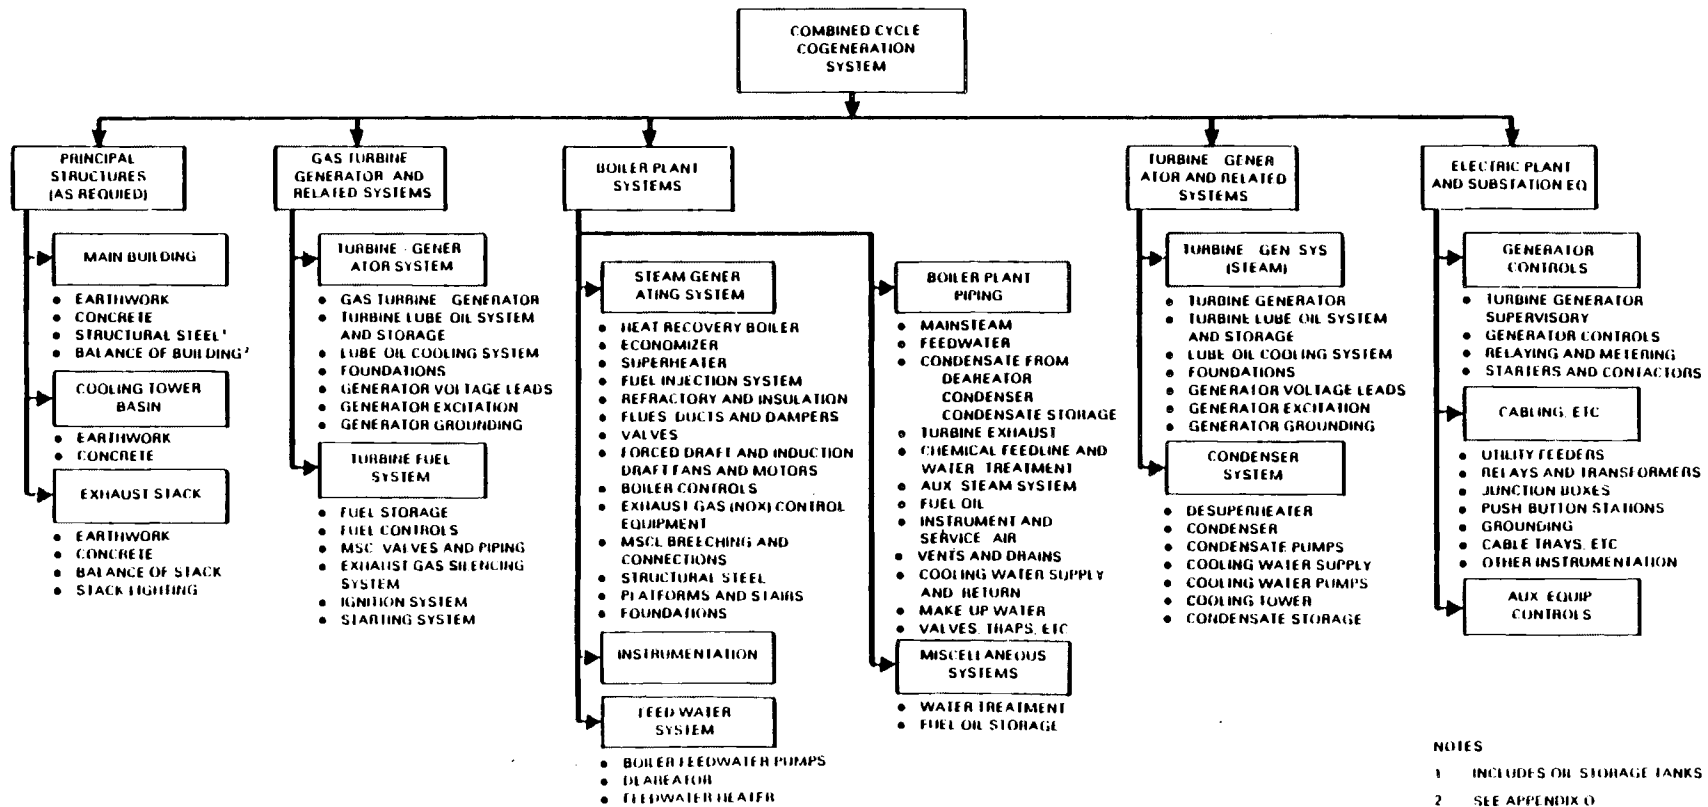 COMBINED CYCLE
COGENERATION
SYSTEM
PRINCIPAL
STRUCTURES
(AS REQUIED)
MAIN BUILDING
• EARTHWORK
• CONCRETE
• STRUCTURAL STEEL¹
• BALANCE OF BUILDING²
COOLING TOWER
BASIN
• EARTHWORK
• CONCRETE
EXHAUST STACK
• EARTHWORK
• CONCRETE
• BALANCE OF STACK
• STACK LIGHTING
GAS TURBINE
GENERATOR AND
RELATED SYSTEMS
TURBINE - GENER
ATOR SYSTEM
• GAS TURBINE GENERATOR
• TURBINE LUBE OIL SYSTEM
AND STORAGE
• LUBE OIL COOLING SYSTEM
• FOUNDATIONS
• GENERATOR VOLTAGE LEADS
• GENERATOR EXCITATION
• GENERATOR GROUNDING
TURBINE FUEL
SYSTEM
• FUEL STORAGE
• FUEL CONTROLS
• MSC. VALVES AND PIPING
• EXHAUST GAS SILENCING
SYSTEM
• IGNITION SYSTEM
• STARTING SYSTEM
BOILER PLANT
SYSTEMS
STEAM GENER
ATING SYSTEM
• HEAT RECOVERY BOILER
• ECONOMIZER
• SUPERHEATER
• FUEL INJECTION SYSTEM
• REFRACTORY AND INSULATION
• FLUES DUCTS AND DAMPERS
• VALVES
• FORCED DRAFT AND INDUCTION
DRAFT FANS AND MOTORS
• BOILER CONTROLS
• EXHAUST GAS (NOX) CONTROL
EQUIPMENT
• MSCL BREECHING AND
CONNECTIONS
• STRUCTURAL STEEL
• PLATFORMS AND STAIRS
• FOUNDATIONS
INSTRUMENTATION
FEED WATER
SYSTEM
• BOILER FEEDWATER PUMPS
• DEAREATOR
• FEEDWATER HEATER
BOILER PLANT
PIPING
• MAINSTEAM
• FEEDWATER
• CONDENSATE FROM
DEAREATOR
CONDENSER
CONDENSATE STORAGE
• TURBINE EXHAUST
• CHEMICAL FEEDLINE AND
WATER TREATMENT
• AUX STEAM SYSTEM
• FUEL OIL
• INSTRUMENT AND
SERVICE AIR
• VENTS AND DRAINS
• COOLING WATER SUPPLY
AND RETURN
• MAKE UP WATER
• VALVES, TRAPS, ETC
MISCELLANEOUS
SYSTEMS
• WATER TREATMENT
• FUEL OIL STORAGE
TURBINE GENER
ATOR AND RELATED
SYSTEMS
TURBINE GEN SYS
(STEAM)
• TURBINE GENERATOR
• TURBINE LUBE OIL SYSTEM
AND STORAGE
• LUBE OIL COOLING SYSTEM
• FOUNDATIONS
• GENERATOR VOLTAGE LEADS
• GENERATOR EXCITATION
• GENERATOR GROUNDING
CONDENSER
SYSTEM
• DESUPERHEATER
• CONDENSER
• CONDENSATE PUMPS
• COOLING WATER SUPPLY
• COOLING WATER PUMPS
• COOLING TOWER
• CONDENSATE STORAGE
ELECTRIC PLANT
AND SUBSTATION EQ
GENERATOR
CONTROLS
• TURBINE GENERATOR
SUPERVISORY
• GENERATOR CONTROLS
• RELAYING AND METERING
• STARTERS AND CONTACTORS
CABLING, ETC
• UTILITY FEEDERS
• RELAYS AND TRANSFORMERS
• JUNCTION BOXES
• PUSH BUTTON STATIONS
• GROUNDING
• CABLE TRAYS, ETC
• OTHER INSTRUMENTATION
AUX. EQUIP
CONTROLS
NOTES
1 INCLUDES OIL STORAGE TANKS
2 SEE APPENDIX O